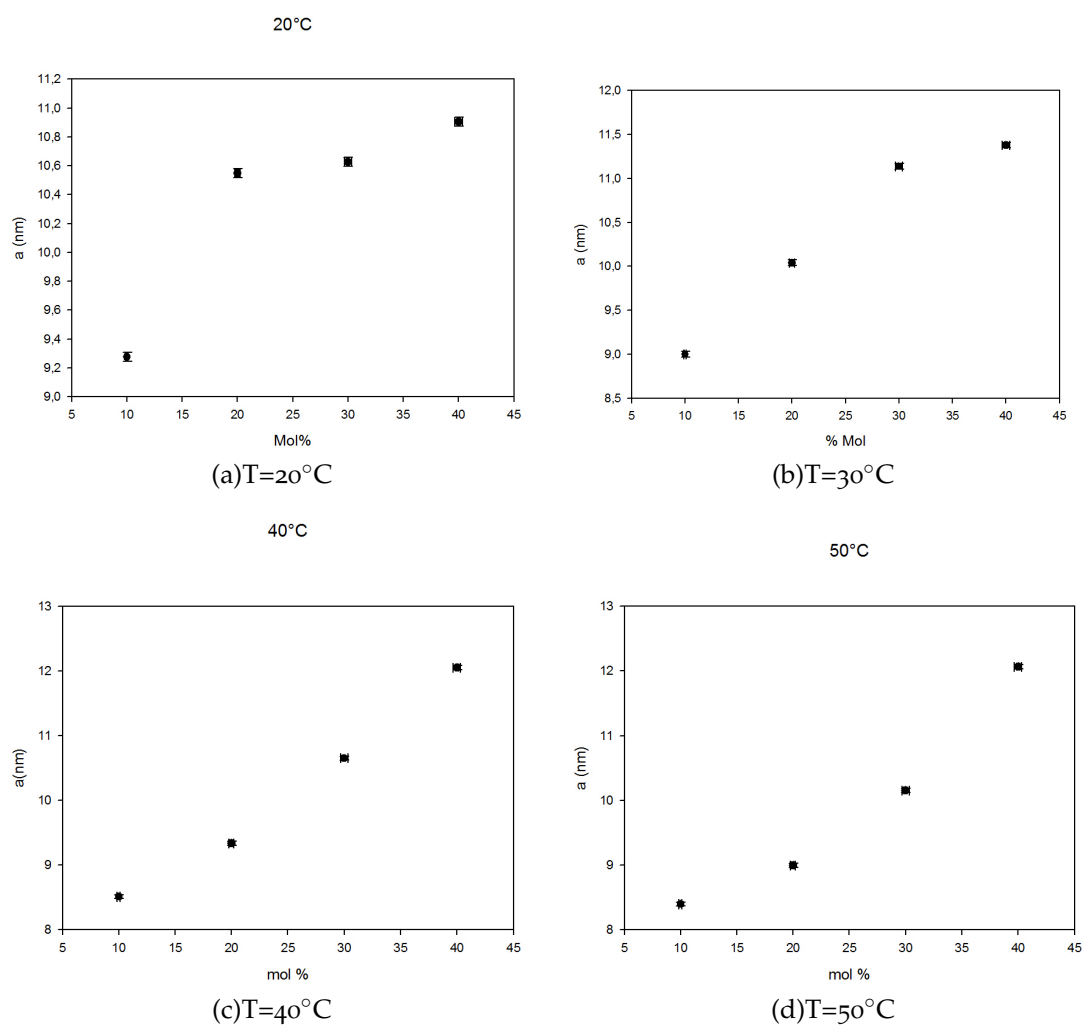 20°C
11,2
11,0
10,8
10,6
10,4
10,2
10,0
9,8
9,6
9,4
9,2
9,0
a (nm)
5 10 15 20 25 30 35 40 45
Mol%
(a)T=20°C
12,0
11,5
11,0
10,5
10,0
9,5
9,0
8,5
a (nm)
5 10 15 20 25 30 35 40 45
% Mol
(b)T=30°C
40°C
13
12
11
10
9
8
a(nm)
5 10 15 20 25 30 35 40 45
mol %
(c)T=40°C
50°C
13
12
11
10
9
8
a (nm)
5 10 15 20 25 30 35 40 45
mol %
(d)T=50°C